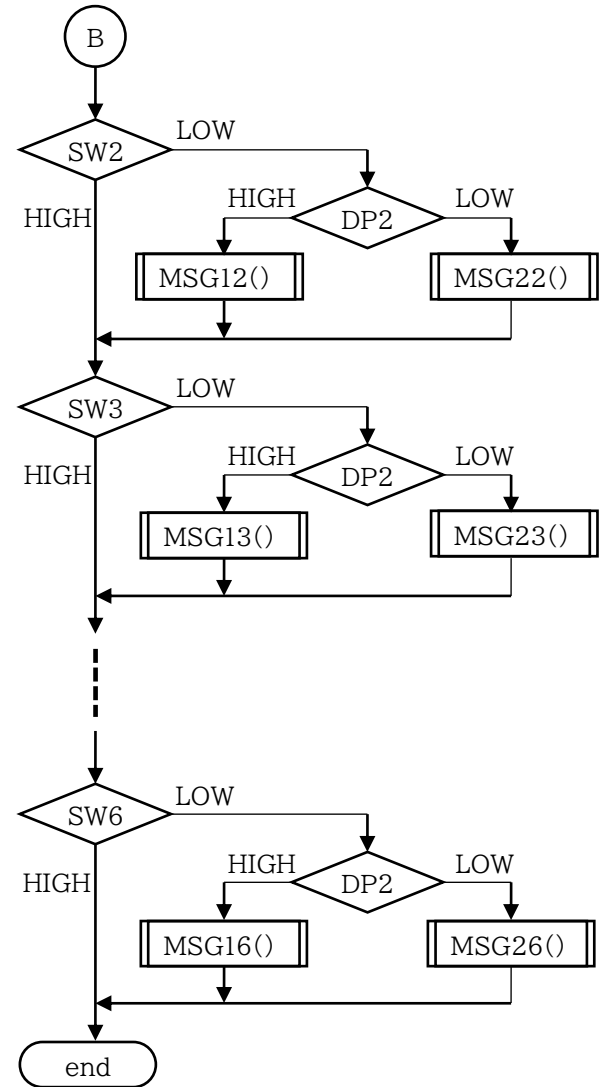 B
LOW
SW2
HIGH
HIGH
LOW
DP2
MSG12()
MSG22()
LOW
SW3
HIGH
HIGH
LOW
DP2
MSG13()
MSG23()
LOW
SW6
HIGH
HIGH
LOW
DP2
MSG16()
MSG26()
end